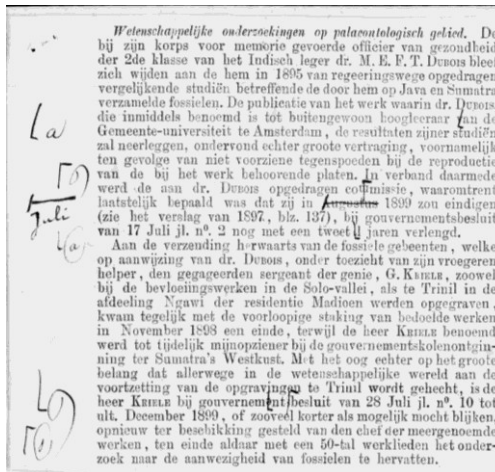 Wetenschappelijke onderzoekingen op palaeontologisch gebied. De
bij zijn korps voor memorie gevoerde officier van gezondheid
der 2de klasse van het Indisch leger dr. M. E. F. T. DUBOIS bleef
zich wijden aan de hem in 1895 van regeeringswege opgedragen
vergelijkende studiën betreffende de door hem op Java en Sumatra
verzamelde fossielen. De publicatie van het werk waarin dr. DUBOIS
die inmiddels benoemd is tot buitengewoon hoogleeraar an de
Gemeente-universiteit te Amsterdam, de resultaten zijner studiën
zal neerleggen, ondervond echter groote vertraging, voornamelijk
ten gevolge van niet voorziene tegenspoeden bij de reproductie
van de bij het werk behoorende platen. In verband daarmede
werd de aan dr. DUBOIS opgedragen commissie, waaromtrent
laatstelijk bepaald was dat zij in Augustus 1899 zou eindigen
(zie het verslag van 1897, blz. 137), bij gouvernementsbesluit
van 17 Juli jl. n°. 2 nog met een tweetl jaren verlengd.
Aan de verzending herwaarts van de fossiele gebeenten, welke
op aanwijzing van dr. DUBOIS, onder toezicht van zijn vroegeren
helper, den gegageerden sergeant der genie, G. KRIELE, zoowel
bij de bevloeiingswerken in de Solo-vallei, als te Trinil in de
afdeeling Ngawi der residentie Madioen werden opgegraven,
kwam tegelijk met de voorloopige staking van bedoelde werken
in November 1898 een einde, terwijl de heer KRIELE benoemd
werd tot tijdelijk mijnopziener bij de gouvernementskolenontgin-
ning ter Sumatra's Westkust. Met het oog echter op het groote
belang dat allerwege in de wetenschappelijke wereld aan de
voortzetting van de opgravingen te Trinil wordt gehecht, is de
heer KRIELE bij gouvernementsbesluit van 28 Juli jl. n°. 10 tot
ult. December 1899, of zooveel korter als mogelijk mocht blijken,
opnieuw ter beschikking gesteld van den chef der meergenoemde
werken, ten einde aldaar met een 50-tal werklieden het onder-
zoek naar de aanwezigheid van fossielen te hervatten.
La
Juli